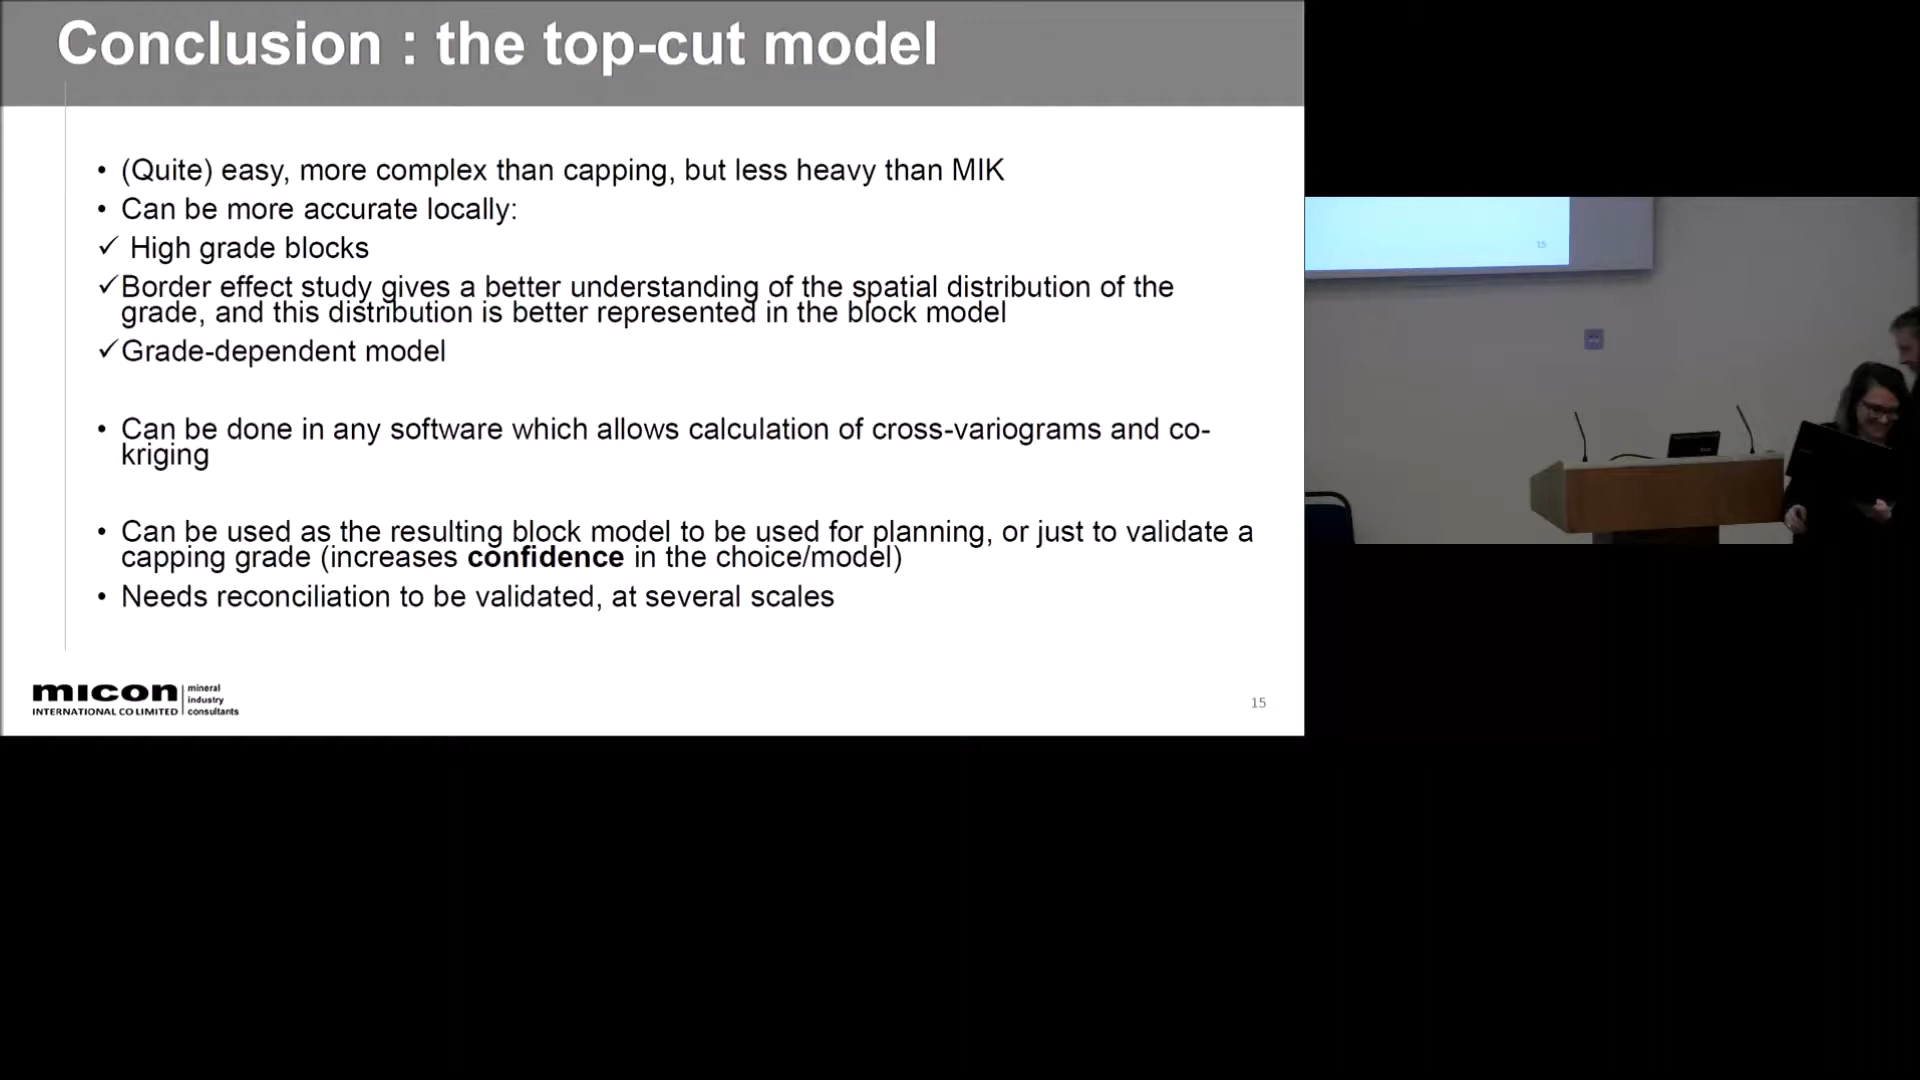 Conclusion : the top-cut model
• (Quite) easy, more complex than capping, but less heavy than MIK
• Can be more accurate locally:
✓ High grade blocks
✓ Border effect study gives a better understanding of the spatial distribution of the
grade, and this distribution is better represented in the block model
✓ Grade-dependent model
• Can be done in any software which allows calculation of cross-variograms and co-
kriging
• Can be used as the resulting block model to be used for planning, or just to validate a
capping grade (increases confidence in the choice/model)
• Needs reconciliation to be validated, at several scales
micon
INTERNATIONAL CO LIMITED
mineral
industry
consultants
15
15